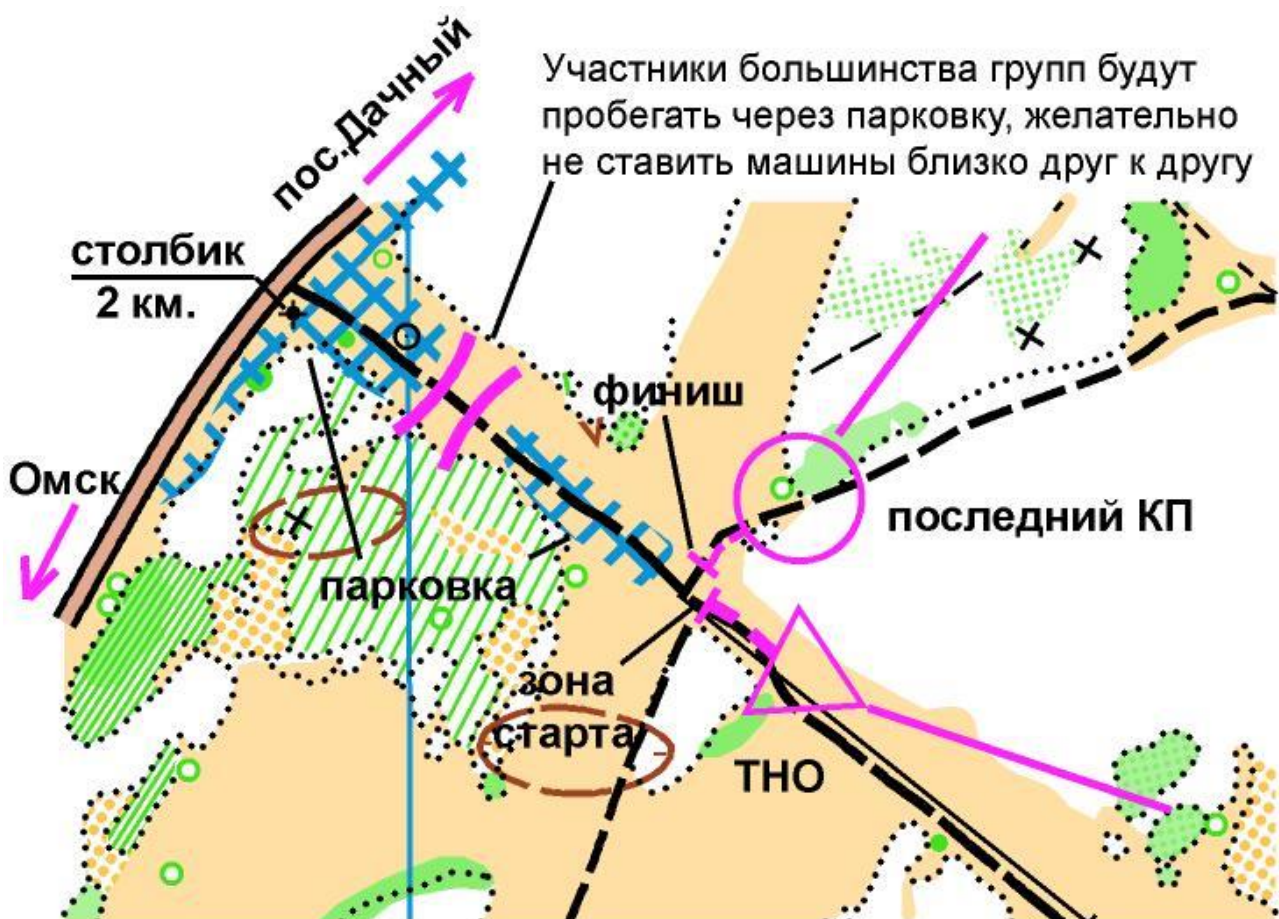 пос.Дачный
Участники большинства групп будут
пробегать через парковку, желательно
не ставить машины близко друг к другу
столбик
2 км.
финиш
Омск
последний КП
парковка
зона
старта
ТНО